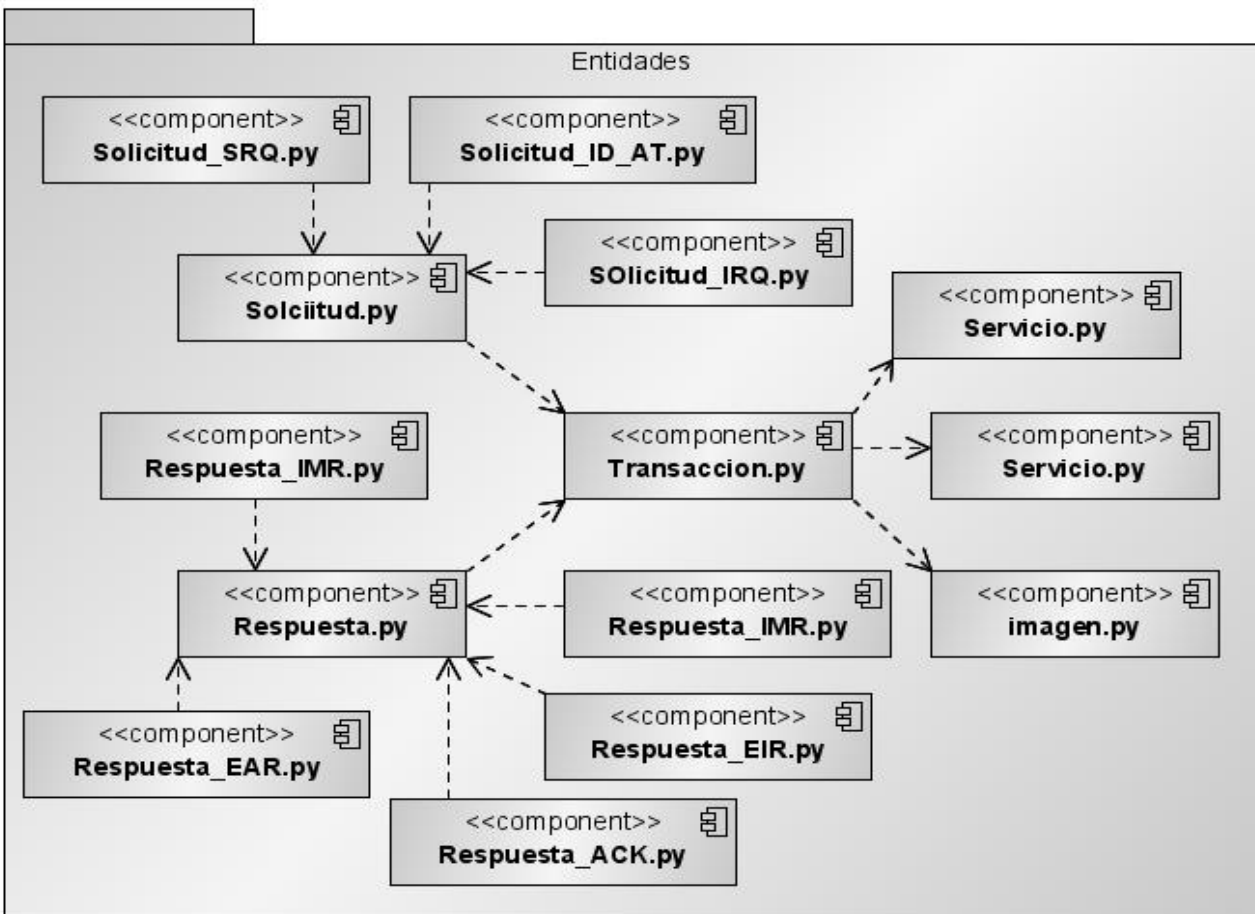 Entidades
<<component>>
Solicitud_SRQ.py
<<component>>
Solicitud_ID_AT.py
<<component>>
SOlicitud_IRQ.py
<<component>>
Solciitud.py
<<component>>
Servicio.py
<<component>>
Respuesta_IMR.py
<<component>>
Transaccion.py
<<component>>
Servicio.py
<<component>>
Respuesta.py
<<component>>
Respuesta_IMR.py
<<component>>
imagen.py
<<component>>
Respuesta_EAR.py
<<component>>
Respuesta_EIR.py
<<component>>
Respuesta_ACK.py